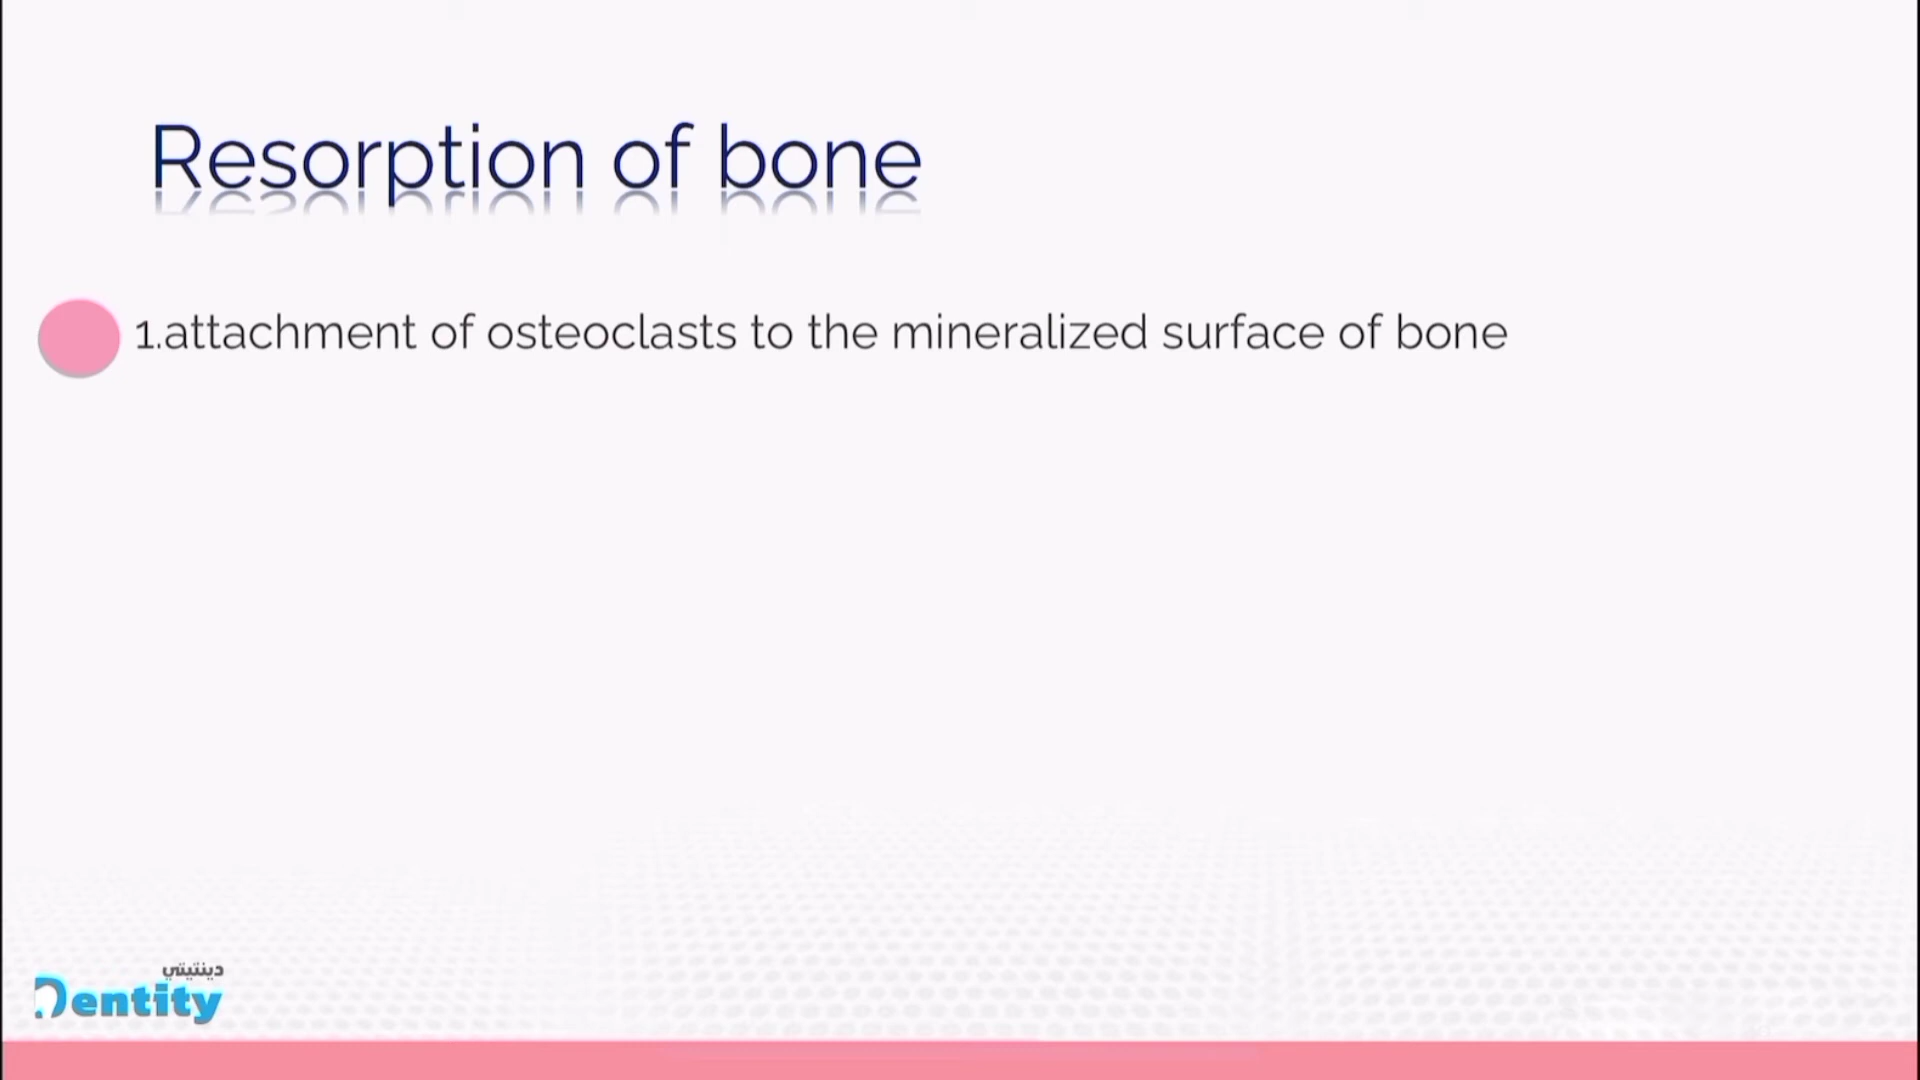 Resorption of bone
1.attachment of osteoclasts to the mineralized surface of bone
دينتيتي
Dentity